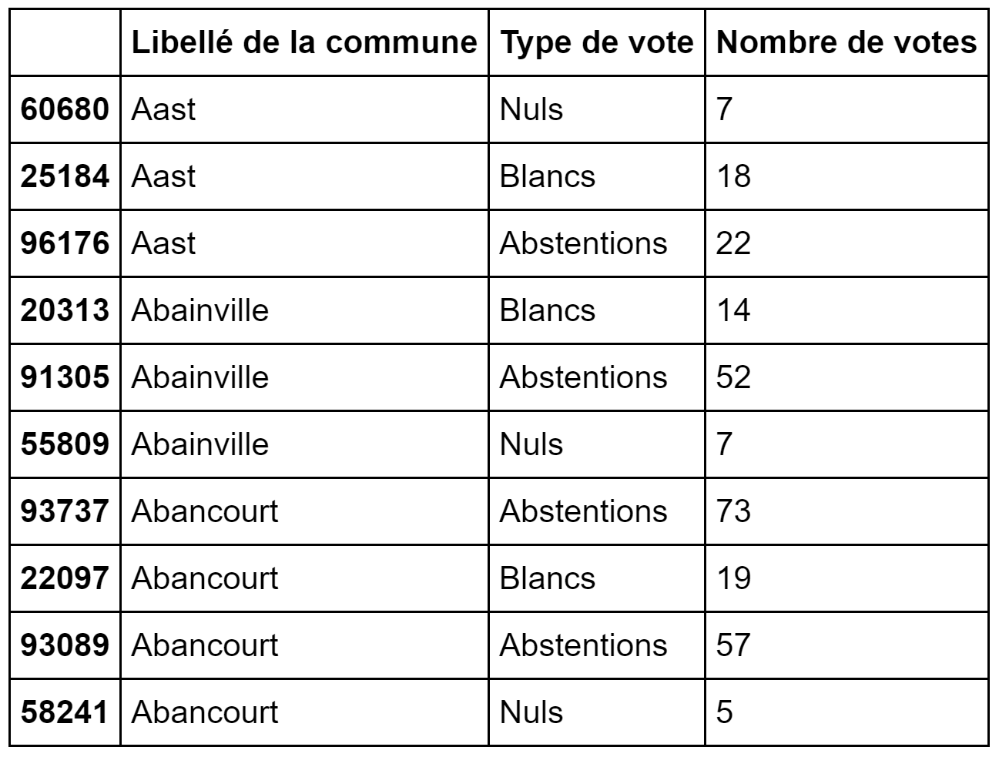 Libellé de la commune Type de vote Nombre de votes
60680 Aast Nuls 7
25184 Aast Blancs 18
96176 Aast Abstentions 22
20313 Abainville Blancs 14
91305 Abainville Abstentions 52
55809 Abainville Nuls 7
93737 Abancourt Abstentions 73
22097 Abancourt Blancs 19
93089 Abancourt Abstentions 57
58241 Abancourt Nuls 5